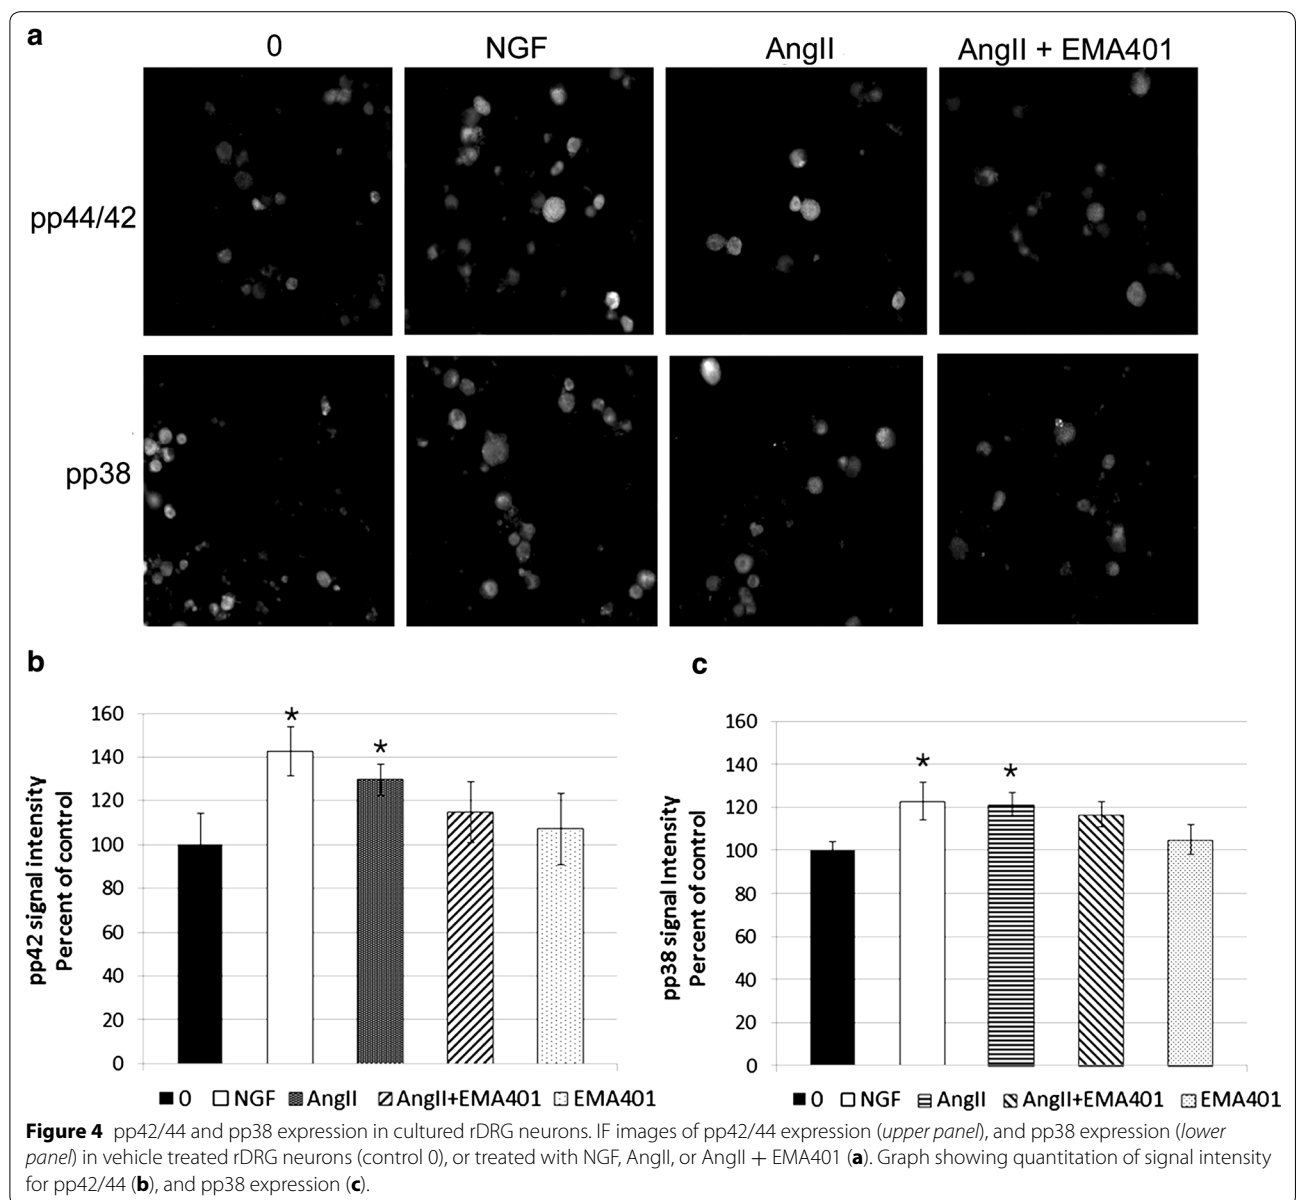 a
0 NGF AngII AngII + EMA401
pp44/42
pp38
b
pp42 signal intensity
Percent of control
160
140
120
100
80
60
40
20
0
* *
0 NGF AngII AngII+EMA401 EMA401
c
pp38 signal Intensity
Percent of control
160
140
120
100
80
60
40
20
0
* *
0 NGF AngII AngII+EMA401 EMA401
Figure 4 pp42/44 and pp38 expression in cultured rDRG neurons. IF images of pp42/44 expression (upper panel), and pp38 expression (lower
panel) in vehicle treated rDRG neurons (control 0), or treated with NGF, AngII, or AngII + EMA401 (a). Graph showing quantitation of signal intensity
for pp42/44 (b), and pp38 expression (c).